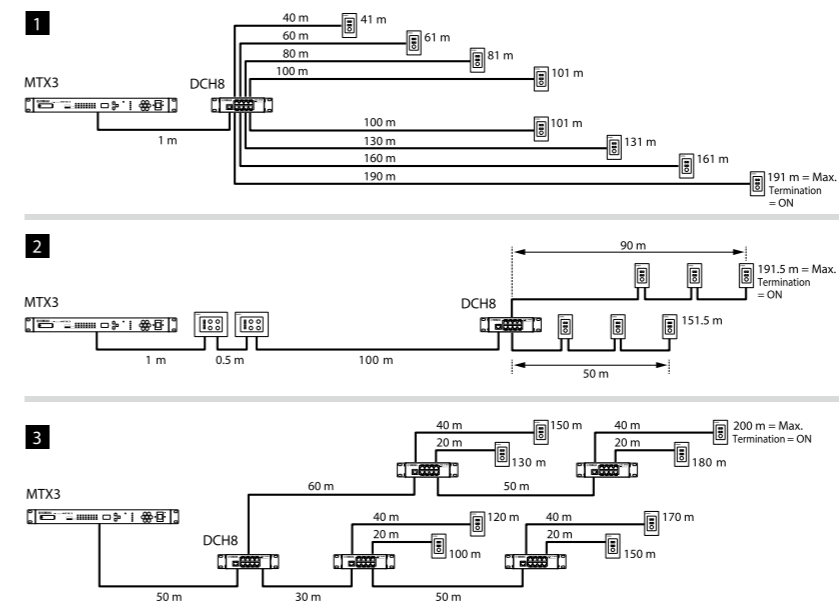 1
40 m
41 m
60 m
61 m
80 m
81 m
100 m
101 m
MTX3
DCH8
1 m
100 m
101 m
130 m
131 m
160 m
161 m
190 m
191 m = Max.
Termination
= ON
2
90 m
191.5 m = Max.
Termination
= ON
MTX3
DCH8
151.5 m
1 m
0.5 m
100 m
50 m
3
40 m
150 m
40 m
200 m = Max.
Termination = ON
20 m
130 m
20 m
180 m
60 m
50 m
MTX3
DCH8
40 m
120 m
40 m
170 m
20 m
100 m
20 m
150 m
50 m
30 m
50 m